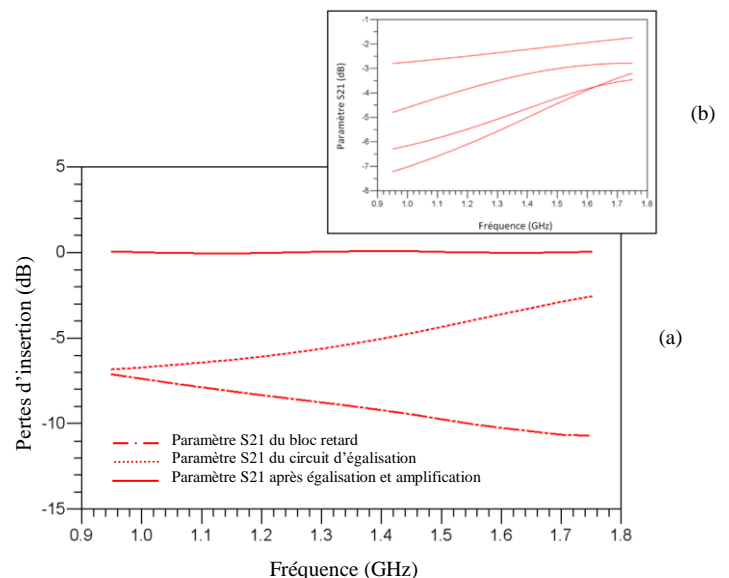 -1
-2
-3
-4
-5
-6
-7
-8
Paramètre S21 (dB)
0.9 1.0 1.1 1.2 1.3 1.4 1.5 1.6 1.7 1.8
Fréquence (GHz)
(b)
5
0
-5
-10
-15
Pertes d’insertion (dB)
(a)
Paramètre S21 du bloc retard
Paramètre S21 du circuit d’égalisation
Paramètre S21 après égalisation et amplification
0.9 1.0 1.1 1.2 1.3 1.4 1.5 1.6 1.7 1.8
Fréquence (GHz)